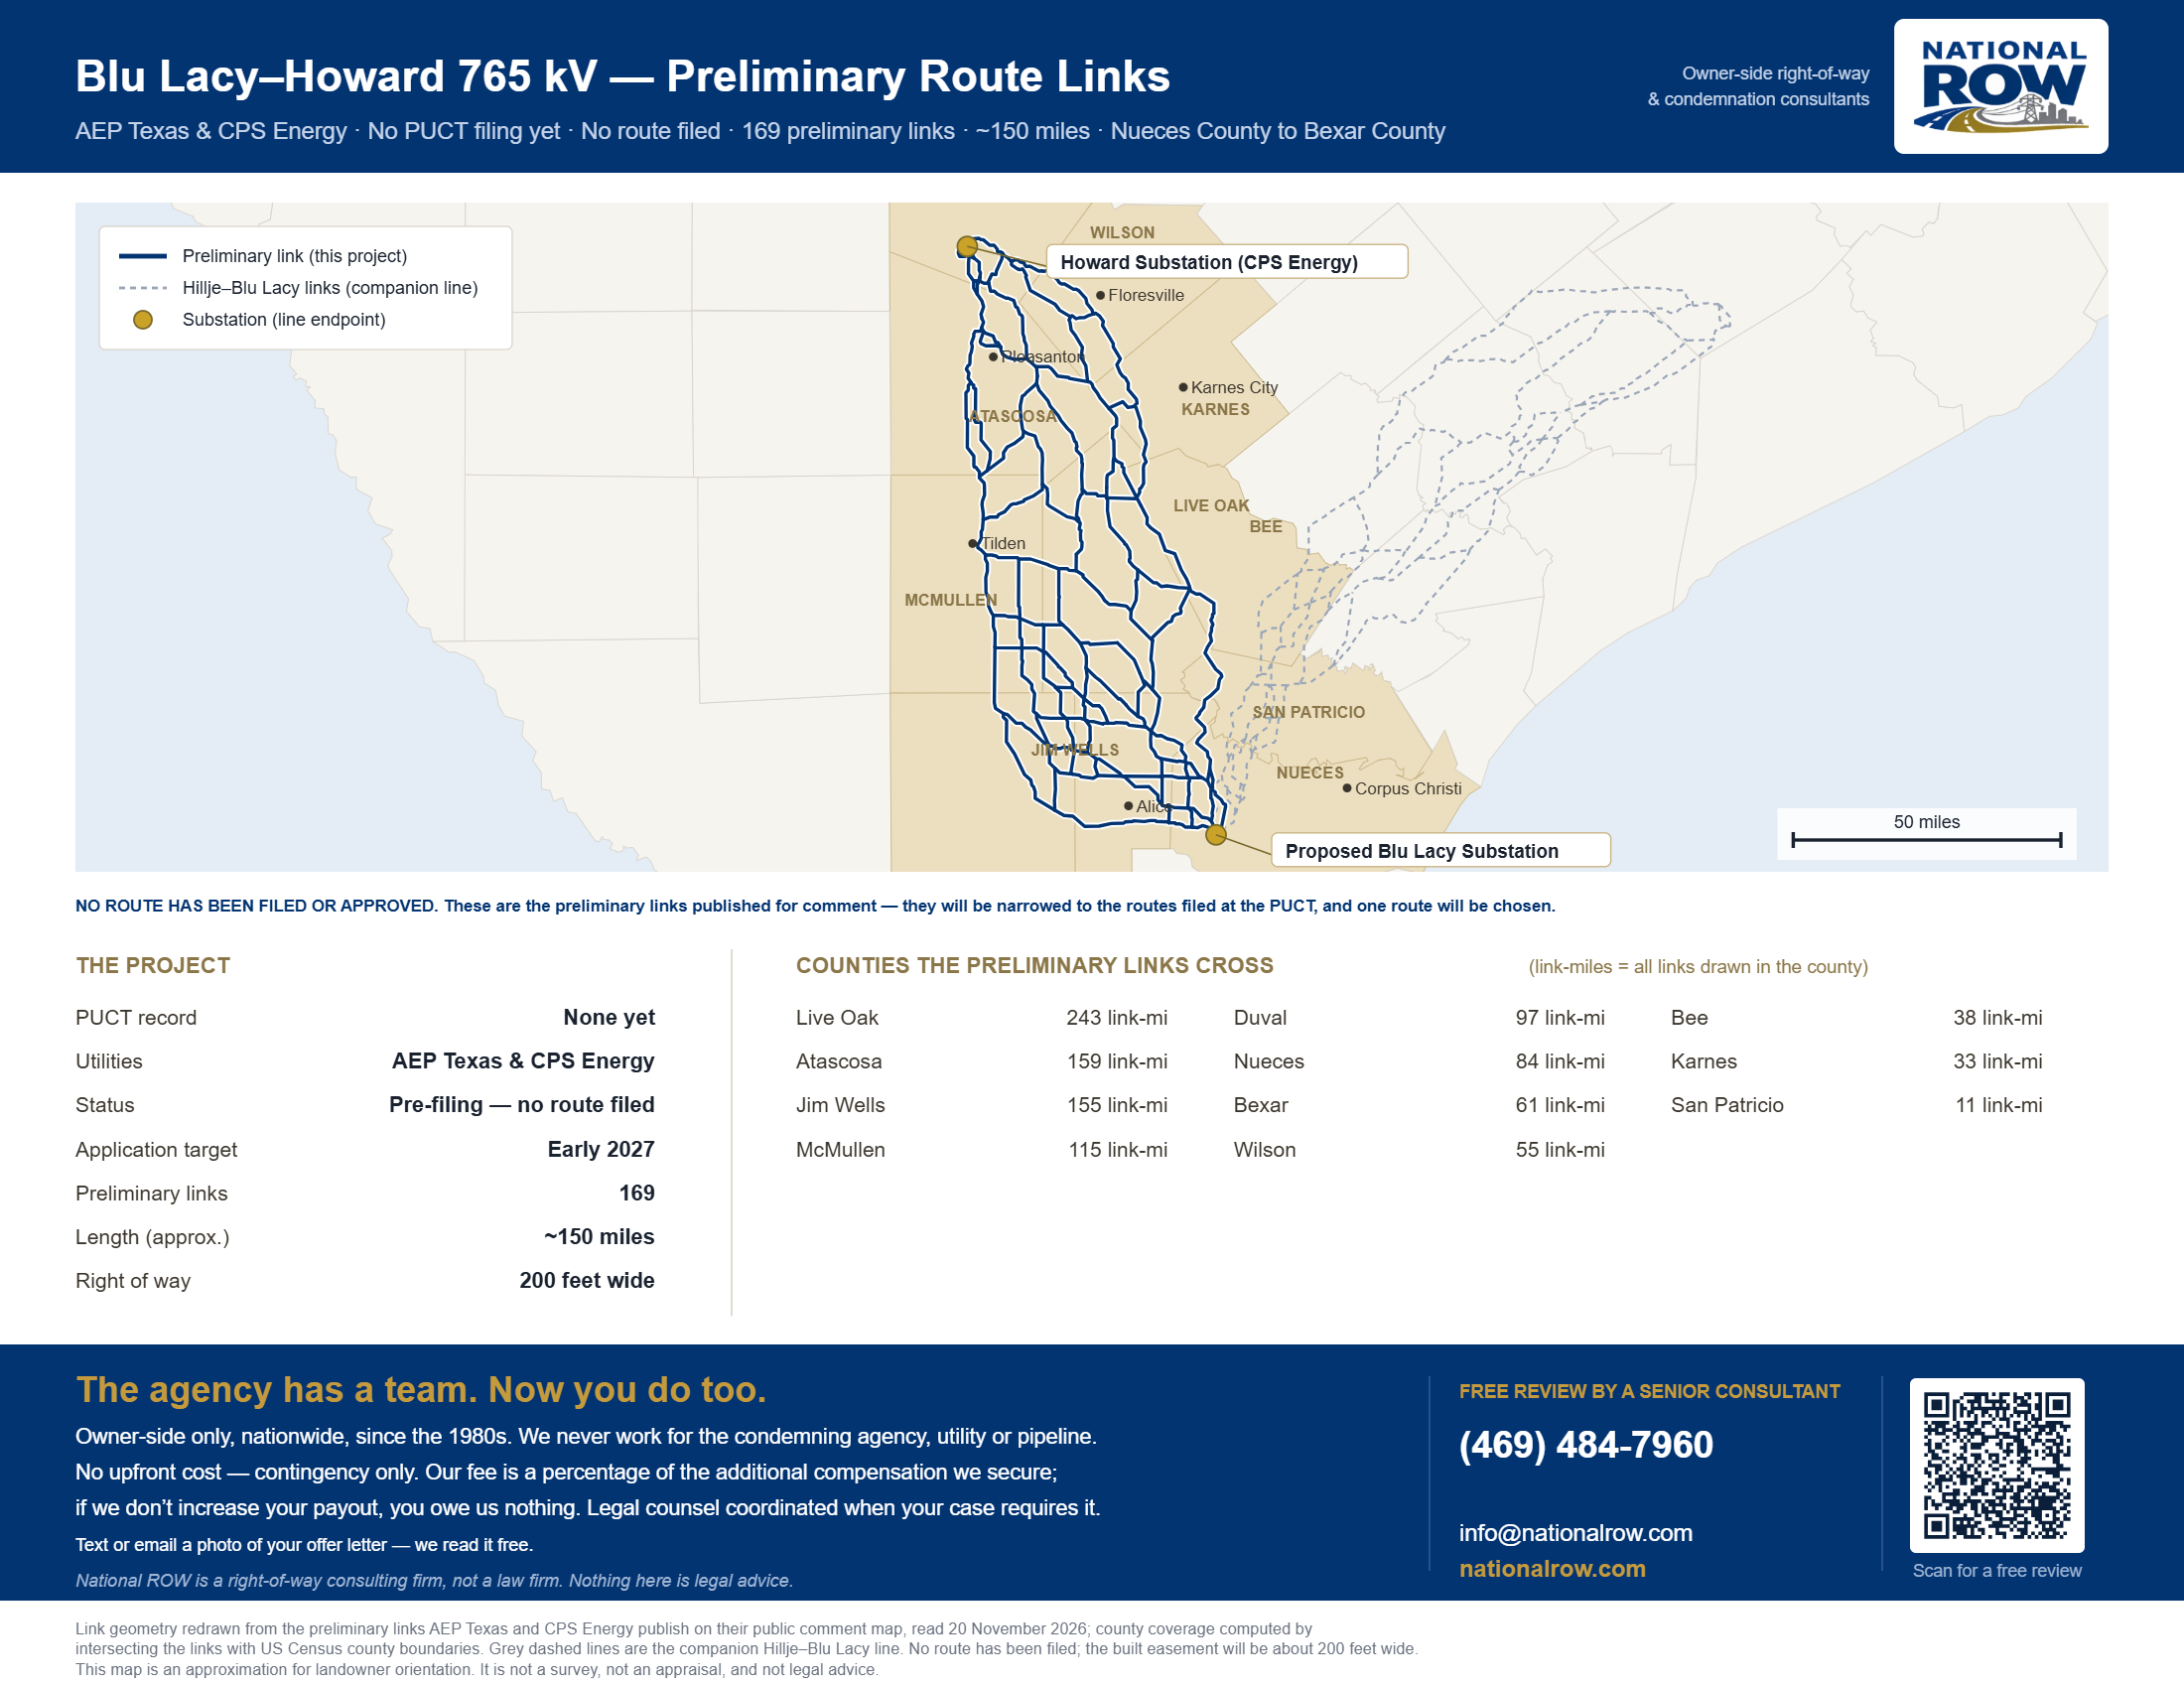 Blu Lacy–Howard 765 kV — Preliminary Route Links
AEP Texas & CPS Energy · No PUCT filing yet · No route filed · 169 preliminary links · ~150 miles · Nueces County to Bexar County
Owner-side right-of-way
& condemnation consultants
NATIONAL
ROW
Preliminary link (this project)
Hillje–Blu Lacy links (companion line)
Substation (line endpoint)
WILSON
Howard Substation (CPS Energy)
Floresville
Pleasanton
Karnes City
KARNES
ATASCOSA
LIVE OAK
BEE
Tilden
MCMULLEN
SAN PATRICIO
JIM WELLS
NUECES
Corpus Christi
Alice
50 miles
Proposed Blu Lacy Substation
NO ROUTE HAS BEEN FILED OR APPROVED. These are the preliminary links published for comment — they will be narrowed to the routes filed at the PUCT, and one route will be chosen.
THE PROJECT
PUCT record None yet
Utilities AEP Texas & CPS Energy
Status Pre-filing — no route filed
Application target Early 2027
Preliminary links 169
Length (approx.) ~150 miles
Right of way 200 feet wide
COUNTIES THE PRELIMINARY LINKS CROSS (link-miles = all links drawn in the county)
Live Oak 243 link-mi Duval 97 link-mi Bee 38 link-mi
Atascosa 159 link-mi Nueces 84 link-mi Karnes 33 link-mi
Jim Wells 155 link-mi Bexar 61 link-mi San Patricio 11 link-mi
McMullen 115 link-mi Wilson 55 link-mi
The agency has a team. Now you do too.
Owner-side only, nationwide, since the 1980s. We never work for the condemning agency, utility or pipeline.
No upfront cost — contingency only. Our fee is a percentage of the additional compensation we secure;
if we don’t increase your payout, you owe us nothing. Legal counsel coordinated when your case requires it.
Text or email a photo of your offer letter — we read it free.
National ROW is a right-of-way consulting firm, not a law firm. Nothing here is legal advice.
FREE REVIEW BY A SENIOR CONSULTANT
(469) 484-7960
info@nationalrow.com
nationalrow.com
Scan for a free review
Link geometry redrawn from the preliminary links AEP Texas and CPS Energy publish on their public comment map, read 20 November 2026; county coverage computed by
intersecting the links with US Census county boundaries. Grey dashed lines are the companion Hillje–Blu Lacy line. No route has been filed; the built easement will be about 200 feet wide.
This map is an approximation for landowner orientation. It is not a survey, not an appraisal, and not legal advice.